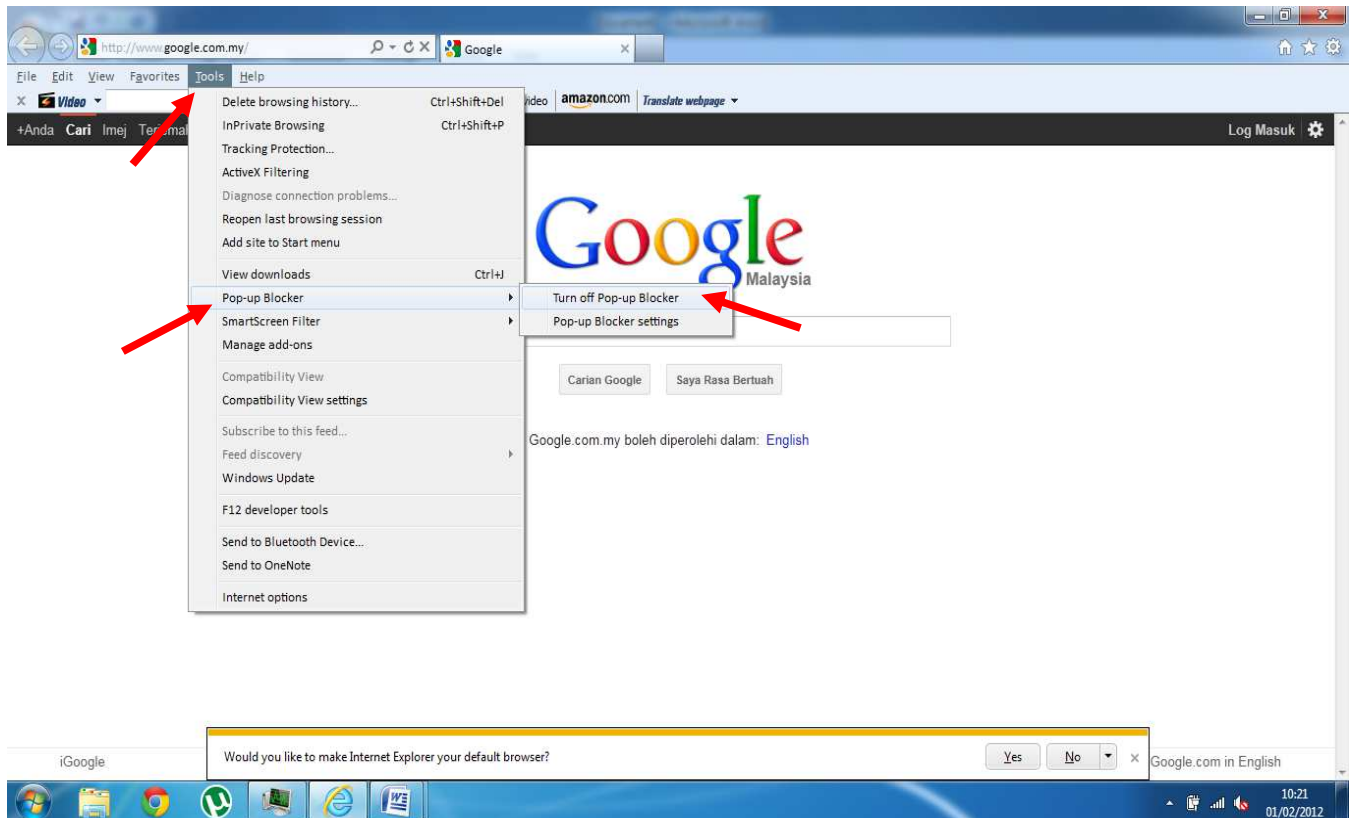 http://www.google.com.my/
Google
File Edit View Favorites Tools Help
Video
video amazon.com Translate webpage
+Anda Cari Imej
Log Masuk
Delete browsing history... Ctrl+Shift+Del
InPrivate Browsing Ctrl+Shift+P
Tracking Protection...
ActiveX Filtering
Diagnose connection problems...
Reopen last browsing session
Add site to Start menu
View downloads Ctrl+J
Pop-up Blocker
SmartScreen Filter
Manage add-ons
Compatibility View
Compatibility View settings
Subscribe to this feed...
Feed discovery
Windows Update
F12 developer tools
Send to Bluetooth Device...
Send to OneNote
Internet options
Turn off Pop-up Blocker
Pop-up Blocker settings
Google
Malaysia
Carian Google Saya Rasa Bertuah
Google.com.my boleh diperolehi dalam: English
Would you like to make Internet Explorer your default browser? Yes No
iGoogle
Google.com in English
10:21
01/02/2012